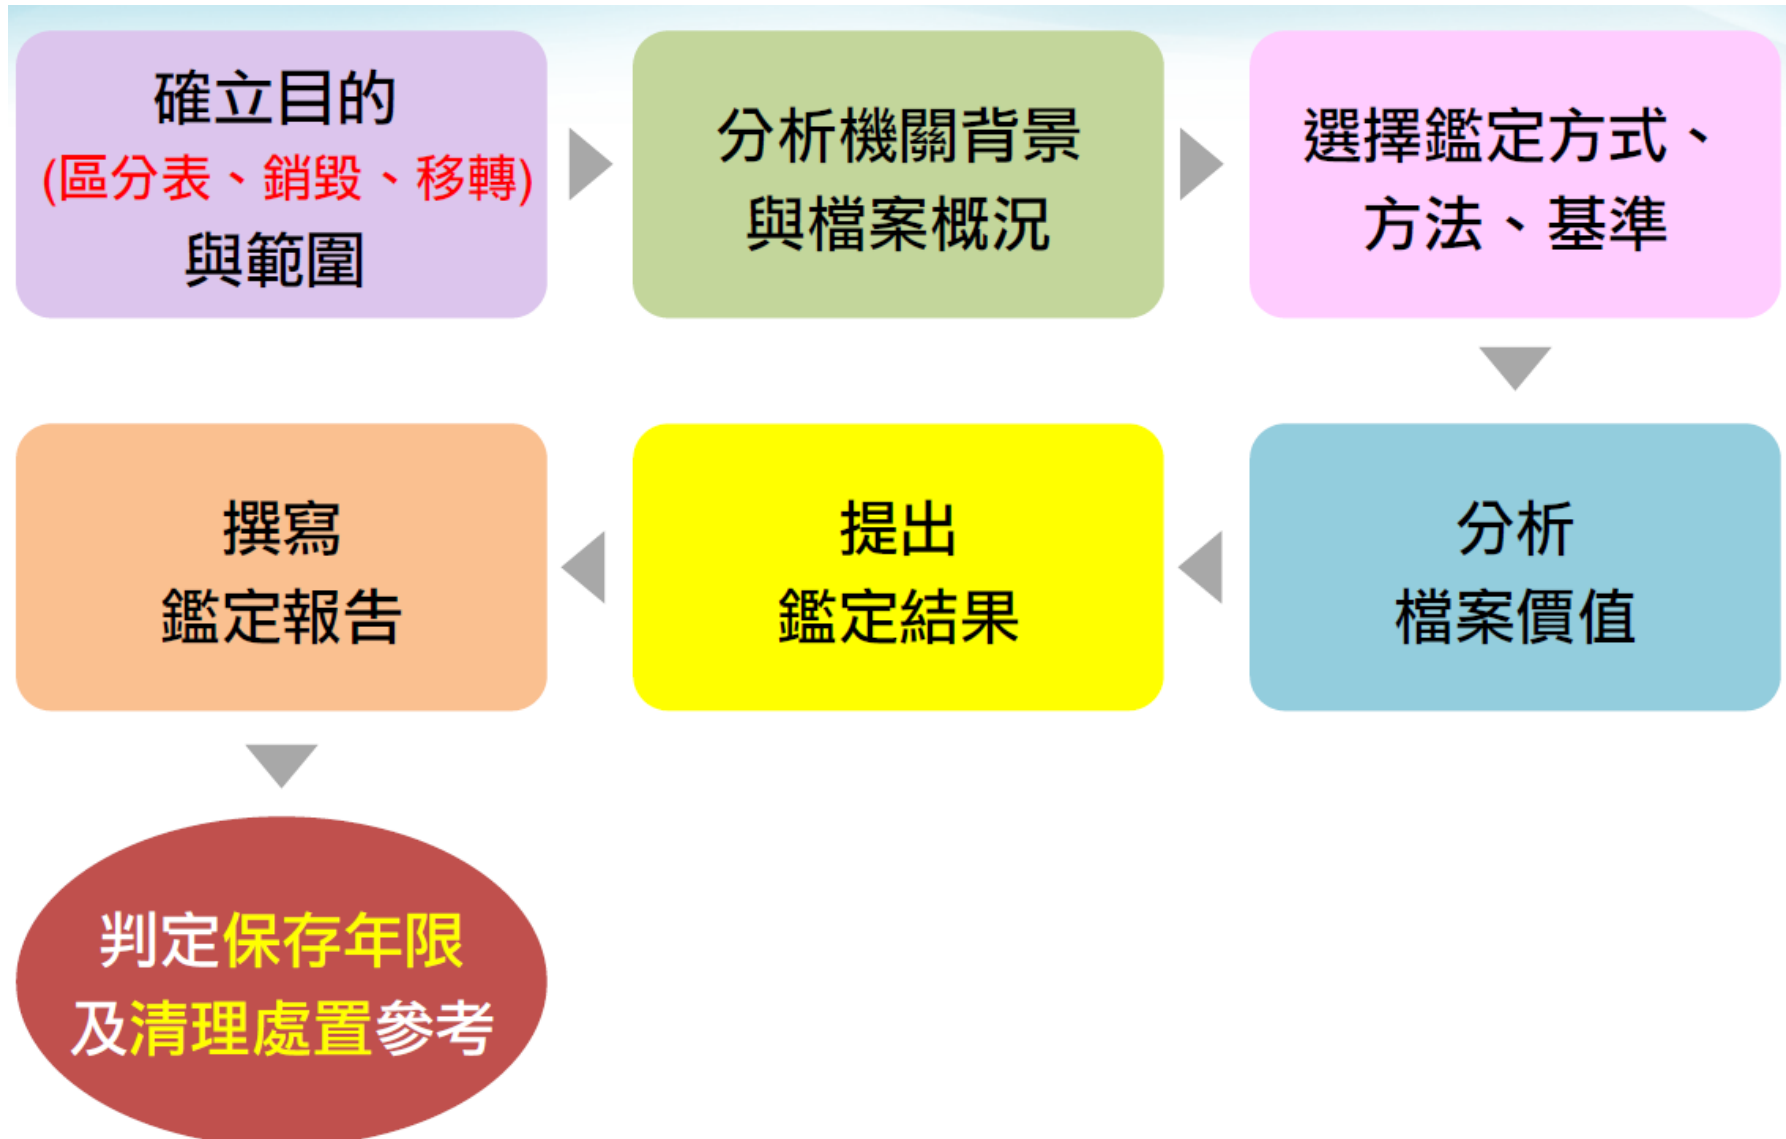 確立目的
(區分表、銷毀、移轉)
與範圍
分析機關背景
與檔案概況
選擇鑑定方式、
方法、基準
分析
檔案價值
提出
鑑定結果
撰寫
鑑定報告
判定保存年限
及清理處置參考